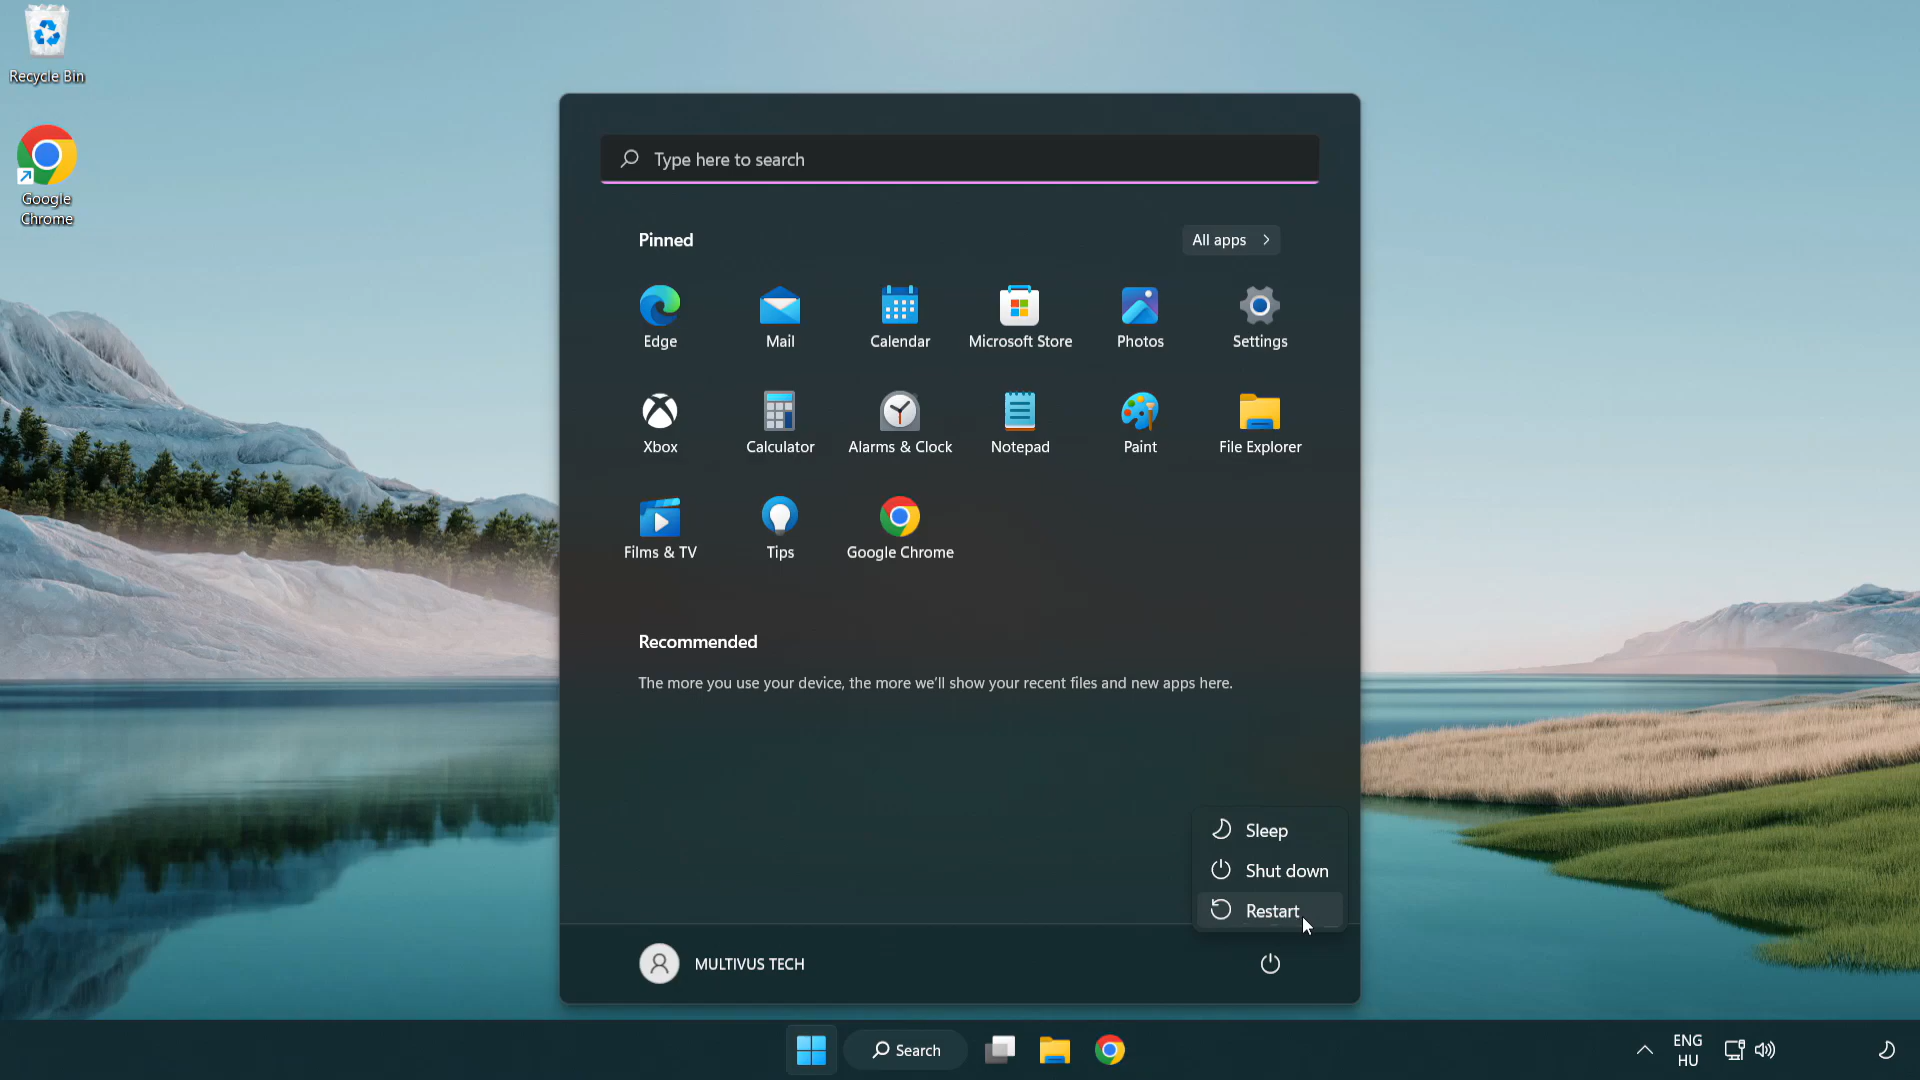 Recycle Bin
Google
Chrome
Type here to search
Pinned
All apps
Edge
Mail
Calendar
Microsoft Store
Photos
Settings
Xbox
Calculator
Alarms & Clock
Notepad
Paint
File Explorer
Films & TV
Tips
Google Chrome
Recommended
The more you use your device, the more we'll show your recent files and new apps here.
Sleep
Shut down
Restart
MULTIVUS TECH
Search
ENG
HU